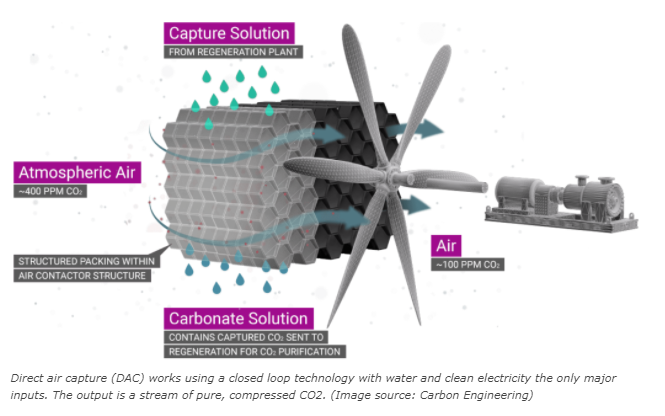 Capture Solution
FROM REGENERATION PLANT
Atmospheric Air
~400 PPM CO₂
STRUCTURED PACKING WITHIN
AIR CONTACTOR STRUCTURE
Air
~100 PPM CO₂
Carbonate Solution
CONTAINS CAPTURED CO₂ SENT TO
REGENERATION FOR CO₂ PURIFICATION
Direct air capture (DAC) works using a closed loop technology with water and clean electricity the only major
inputs. The output is a stream of pure, compressed CO2. (Image source: Carbon Engineering)